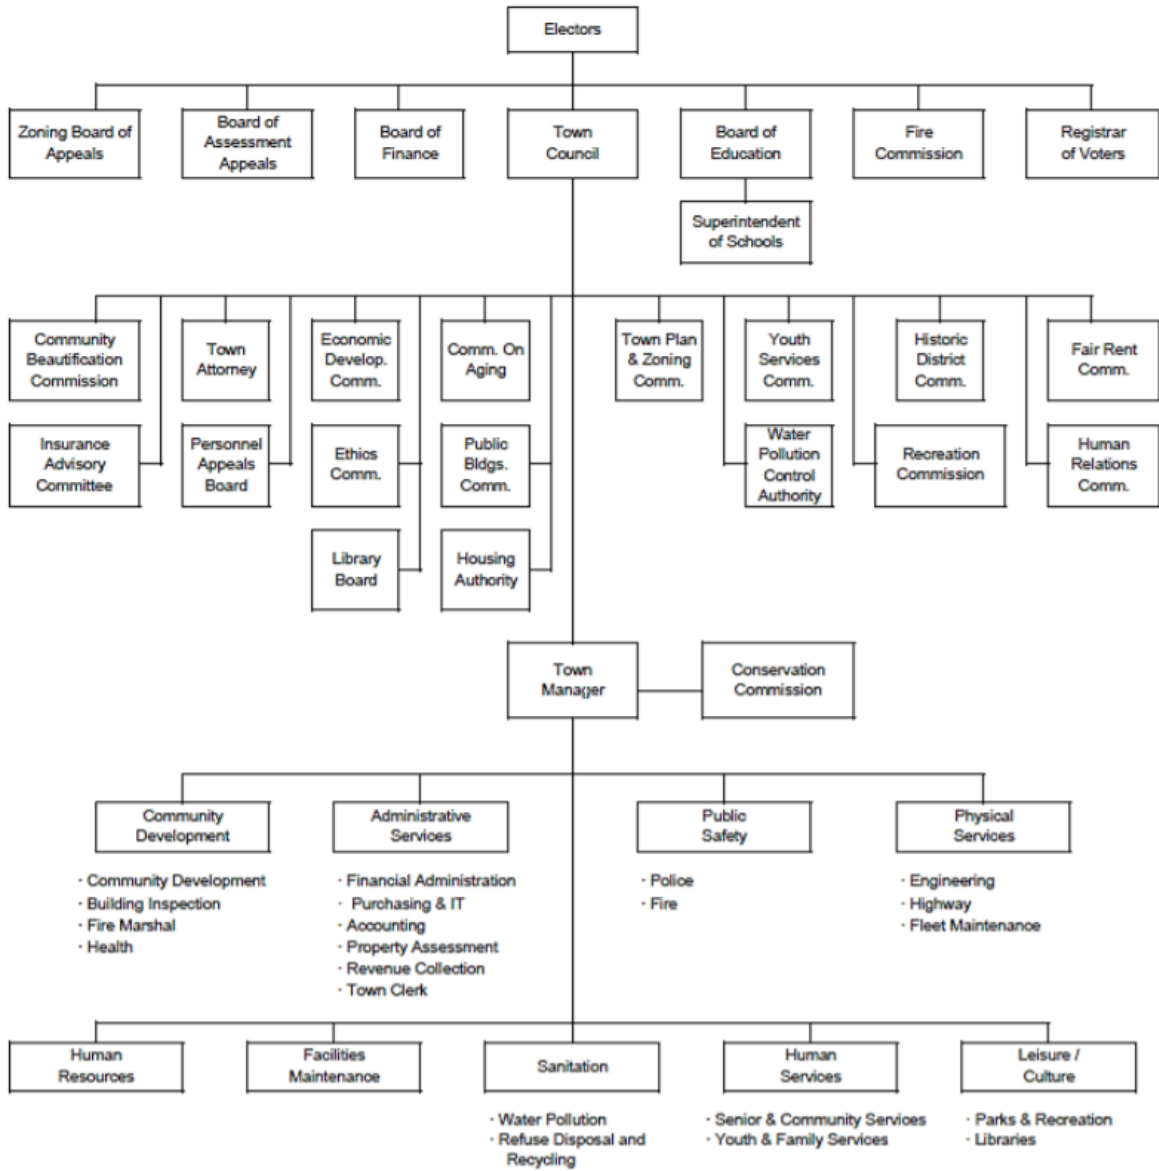 Electors
Zoning Board of
Appeals
Board of
Assessment
Appeals
Board of
Finance
Town
Council
Board of
Education
Fire
Commission
Registrar
of Voters
Superintendent
of Schools
Community
Beautification
Commission
Town
Attorney
Economic
Develop.
Comm.
Comm. On
Aging
Town Plan
& Zoning
Comm.
Youth
Services
Comm.
Historic
District
Comm.
Fair Rent
Comm.
Insurance
Advisory
Committee
Personnel
Appeals
Board
Ethics
Comm.
Public
Bldgs.
Comm.
Water
Pollution
Control
Authority
Recreation
Commission
Human
Relations
Comm.
Library
Board
Housing
Authority
Town
Manager
Conservation
Commission
Community
Development
Administrative
Services
Public
Safety
Physical
Services
· Community Development
· Building Inspection
· Fire Marshal
· Health
· Financial Administration
· Purchasing & IT
· Accounting
· Property Assessment
· Revenue Collection
· Town Clerk
· Police
· Fire
· Engineering
· Highway
· Fleet Maintenance
Human
Resources
Facilities
Maintenance
Sanitation
Human
Services
Leisure /
Culture
· Water Pollution
· Refuse Disposal and
Recycling
· Senior & Community Services
· Youth & Family Services
· Parks & Recreation
· Libraries